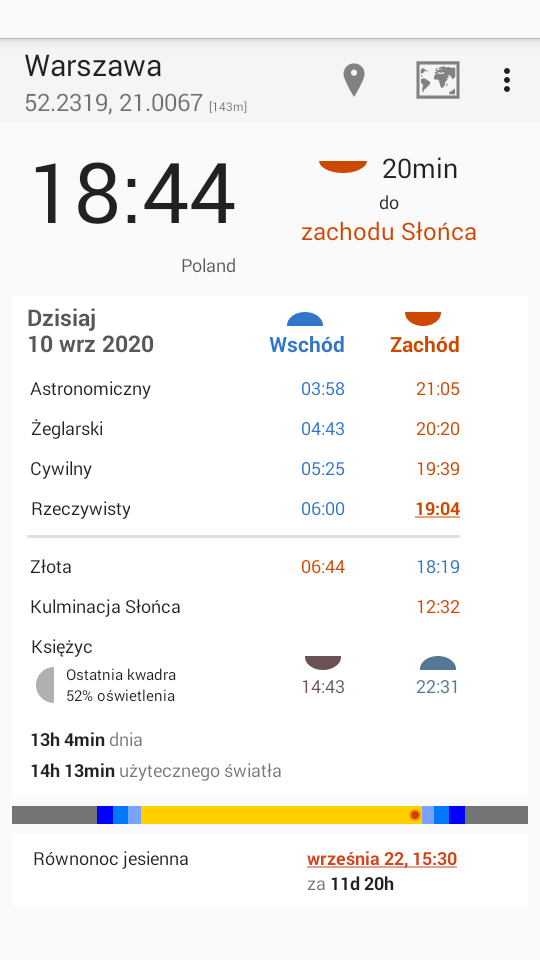 Warszawa
52.2319, 21.0067 [143m]
18:44
20min
do
zachodu Słońca
Poland
Dzisiaj
10 wrz 2020
Wschód Zachód
Astronomiczny 03:58 21:05
Żeglarski 04:43 20:20
Cywilny 05:25 19:39
Rzeczywisty 06:00 19:04
Złota 06:44 18:19
Kulminacja Słońca 12:32
Księżyc
Ostatnia kwadra
52% oświetlenia
14:43 22:31
13h 4min dnia
14h 13min użytecznego światła
Równonoc jesienna września 22, 15:30
za 11d 20h